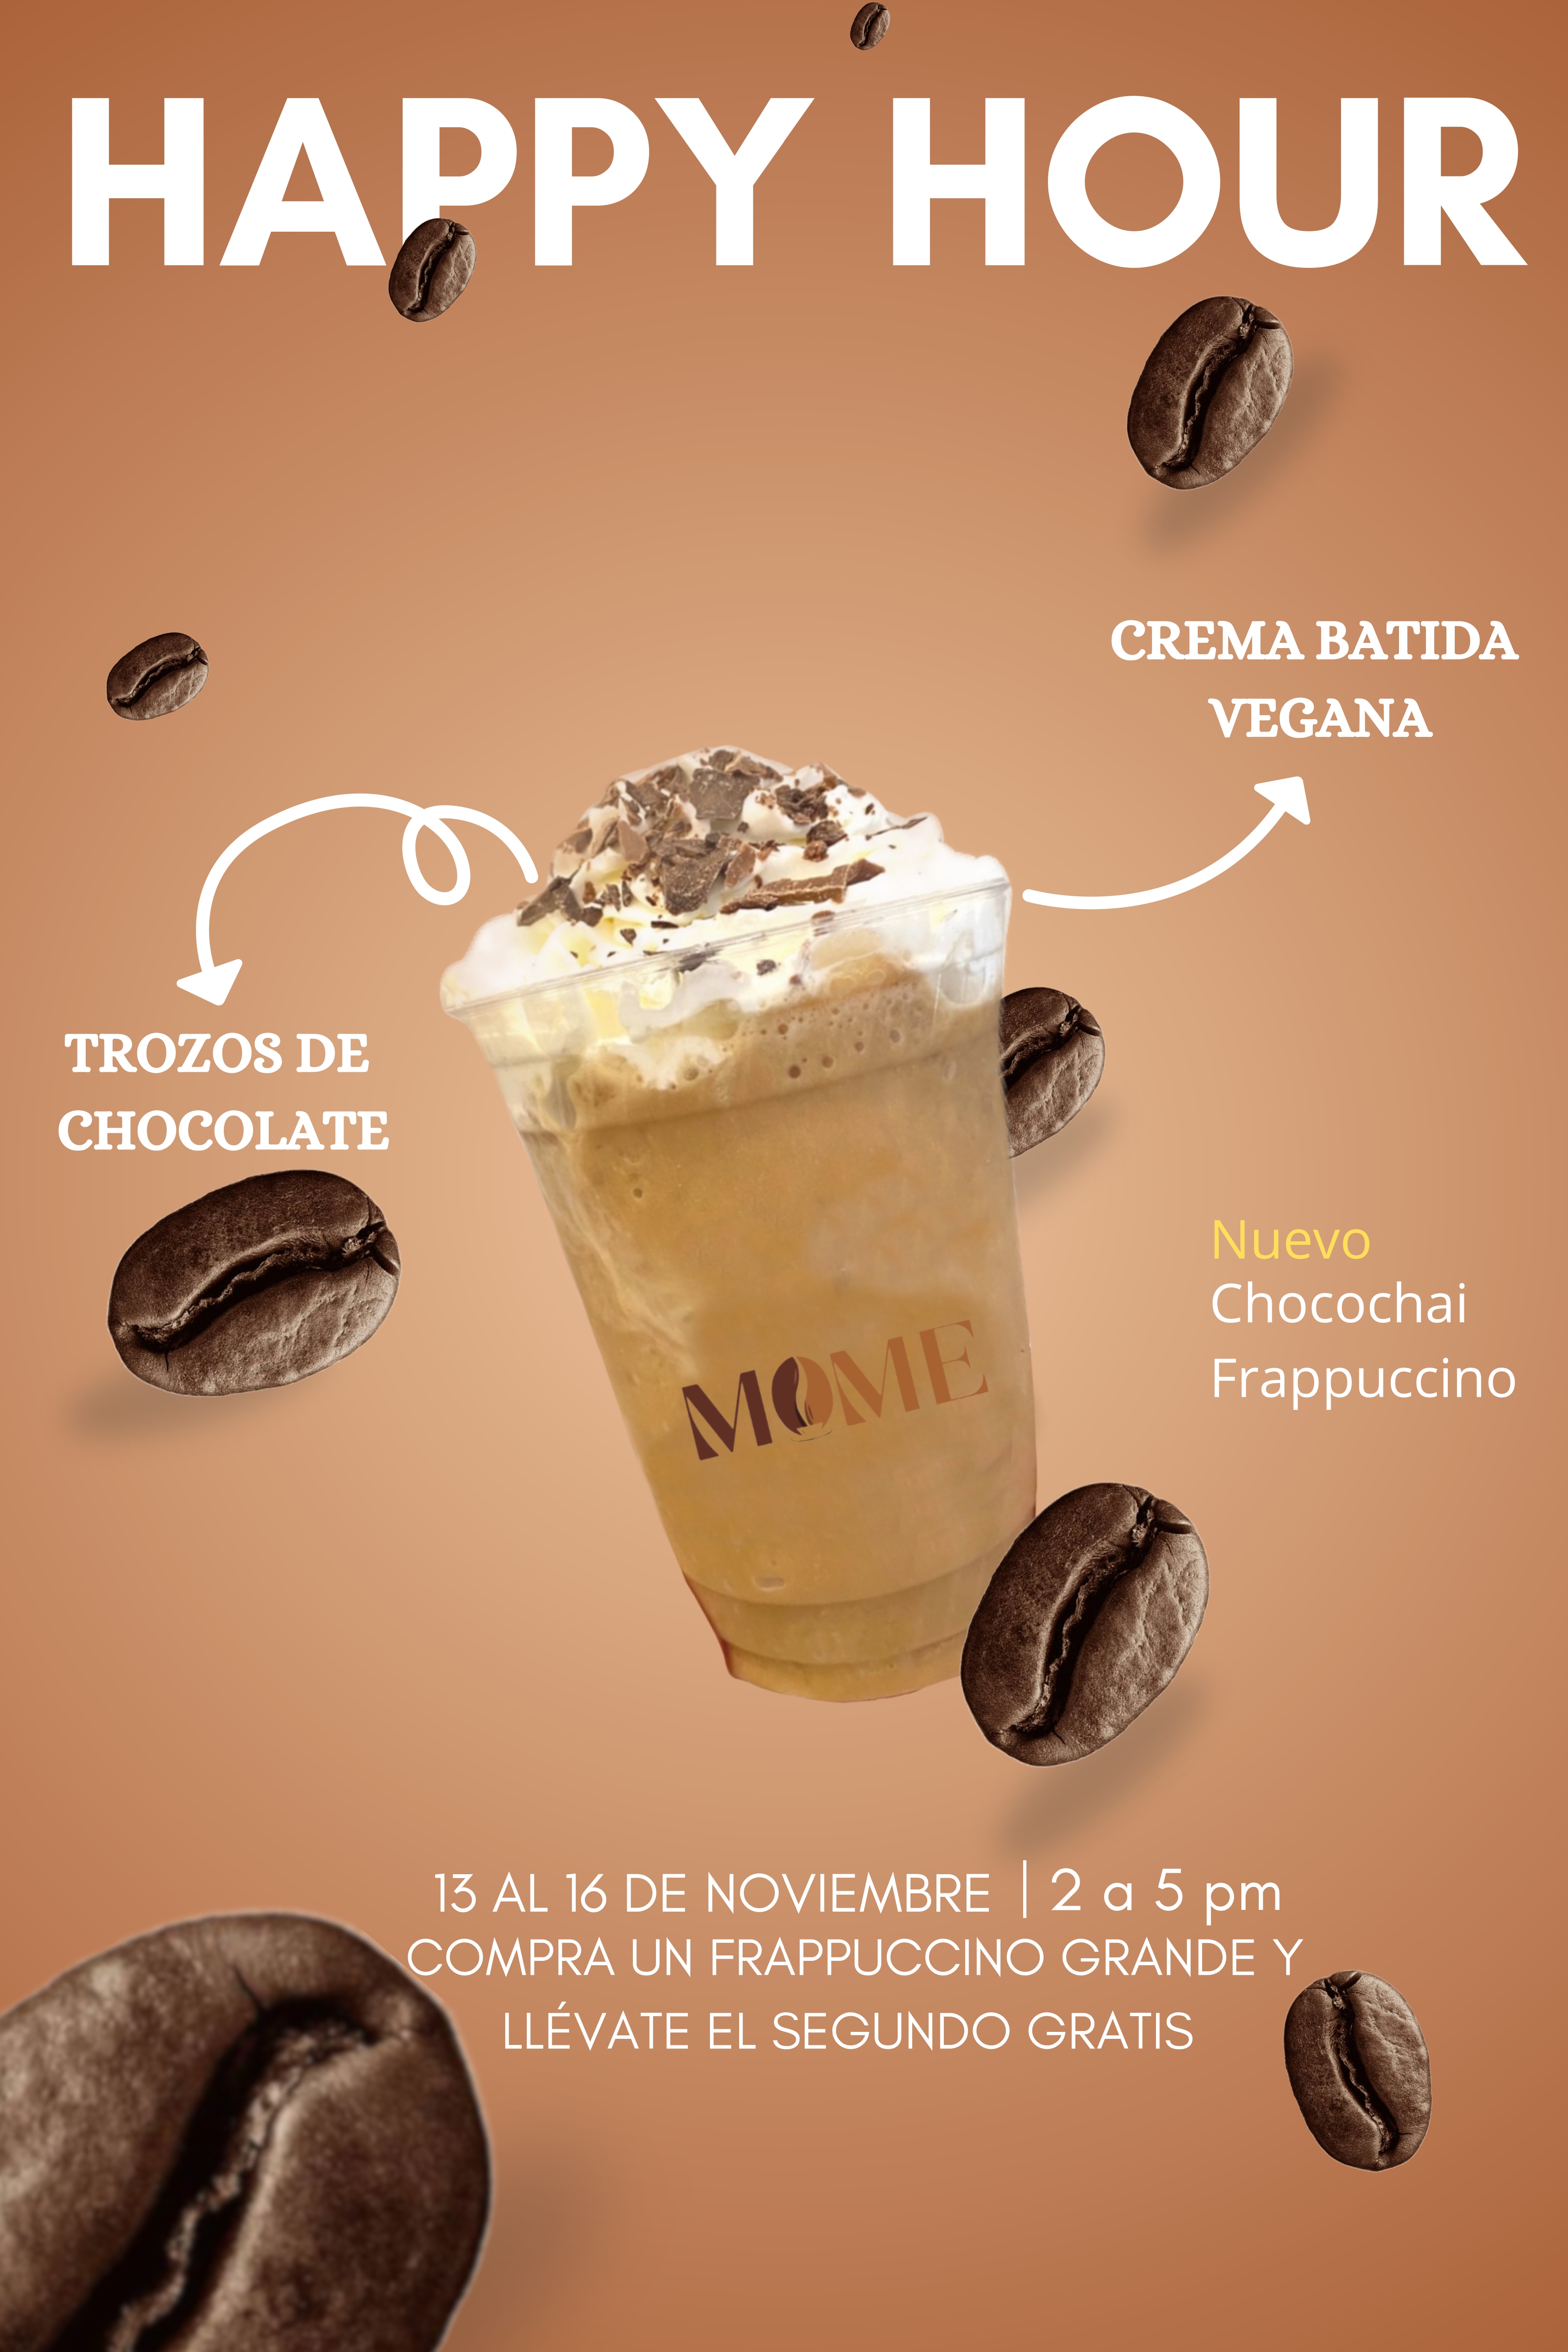 HAPPY HOUR
CREMA BATIDA
VEGANA
TROZOS DE
CHOCOLATE
Nuevo
Chocochai
Frappuccino
MOME
13 AL 16 DE NOVIEMBRE | 2 a 5 pm
COMPRA UN FRAPPUCCINO GRANDE Y
LLÉVATE EL SEGUNDO GRATIS